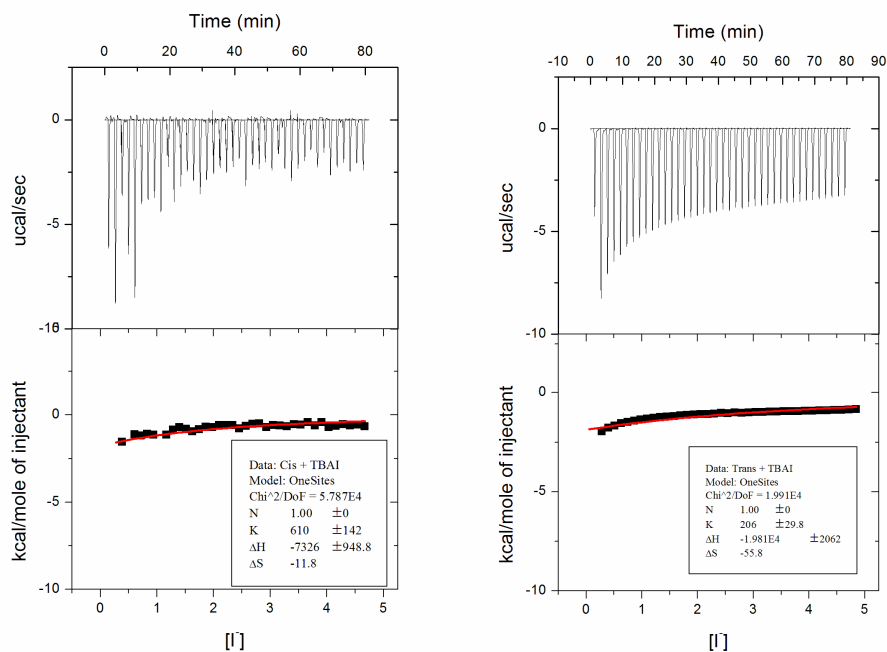 Time (min)
0 20 40 60 80
ucal/sec
0
-5
-10
5
kcal/mole of injectant
0
-5
-10
Data: Cis + TBAI
Model: OneSites
Chi^2/DoF = 5.787E4
N 1.00 ±0
K 610 ±142
ΔH -7326 ±948.8
ΔS -11.8
0 1 2 3 4 5
[I-]
Time (min)
-10 0 10 20 30 40 50 60 70 80 90
ucal/sec
0
-5
-10
kcal/mole of injectant
0
-5
-10
Data: Trans + TBAI
Model: OneSites
Chi^2/DoF = 1.991E4
N 1.00 ±0
K 206 ±29.8
ΔH -1.981E4 ±2062
ΔS -55.8
0 1 2 3 4 5
[I-]